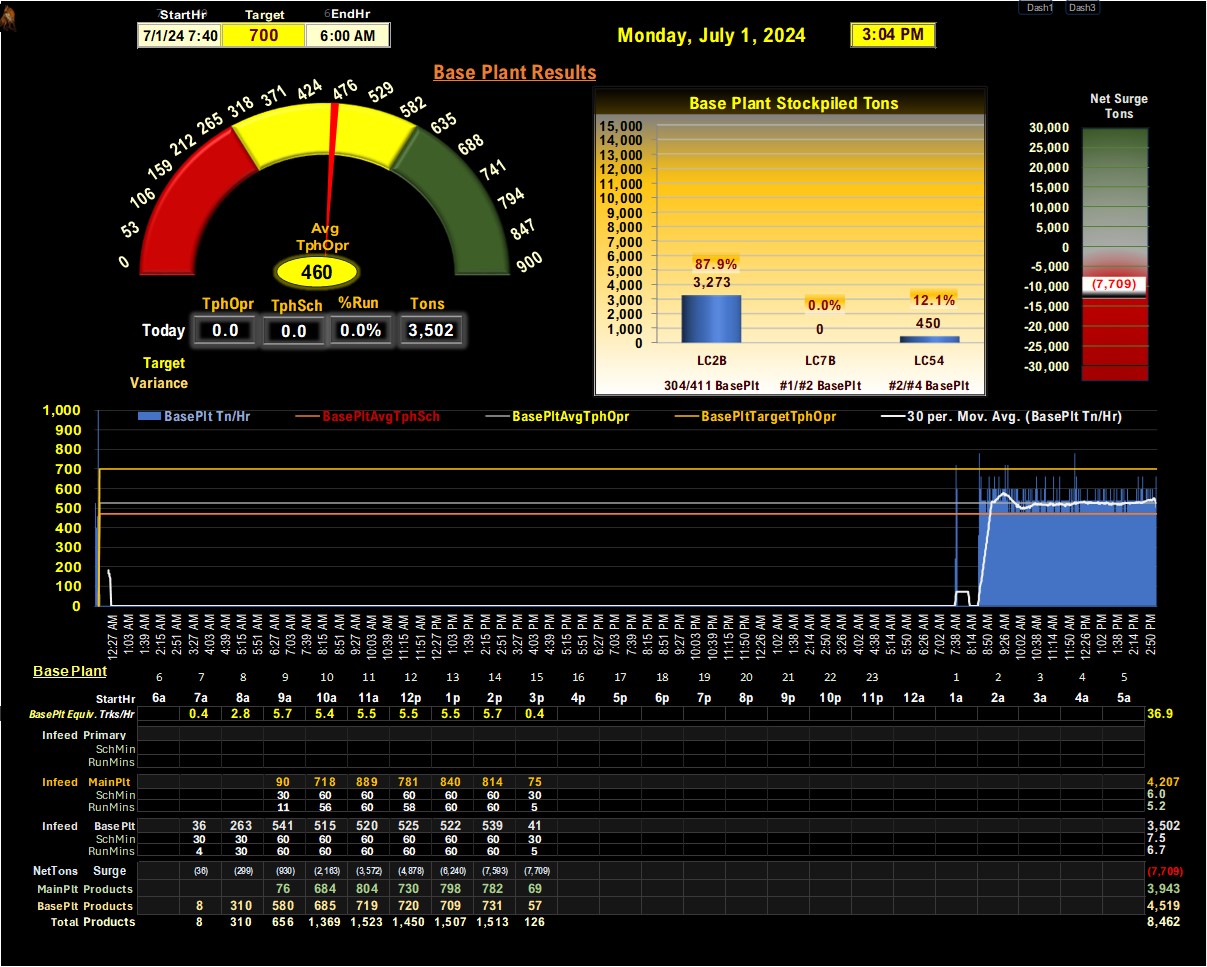 StartHr Target EndHr
7/1/24 7:40 700 6:00 AM
Monday, July 1, 2024 3:04 PM
Dash1 Dash3
Base Plant Results
0 53 106 159 212 265 318 371 424 476 529 582 635 688 741 794 847 900
Avg
TphOpr
460
TphOpr TphSch %Run Tons
Today 0.0 0.0 0.0% 3,502
Target
Variance
Base Plant Stockpiled Tons
15,000
14,000
13,000
12,000
11,000
10,000
9,000
8,000
7,000
6,000
5,000
4,000
3,000
2,000
1,000
0
87.9% 0.0% 12.1%
3,273 0 450
LC2B LC7B LC54
304/411 BasePlt #1/#2 BasePlt #2/#4 BasePlt
Net Surge
Tons
30,000
25,000
20,000
15,000
10,000
5,000
0
-5,000
-10,000
-15,000
-20,000
-25,000
-30,000
(7,709)
BasePlt Tn/Hr BasePltAvgTphSch BasePltAvgTphOpr BasePltTargetTphOpr 30 per. Mov. Avg. (BasePlt Tn/Hr)
1,000
900
800
700
600
500
400
300
200
100
0
12:27 AM 1:03 AM 1:39 AM 2:15 AM 2:51 AM 3:27 AM 4:03 AM 4:39 AM 5:15 AM 5:51 AM 6:27 AM 7:03 AM 7:39 AM 8:15 AM 8:51 AM 9:27 AM 10:03 AM 10:39 AM 11:15 AM 11:51 AM 12:27 PM 1:03 PM 1:39 PM 2:15 PM 2:51 PM 3:27 PM 4:03 PM 4:39 PM 5:15 PM 5:51 PM 6:27 PM 7:03 PM 7:39 PM 8:15 PM 8:51 PM 9:27 PM 10:03 PM 10:39 PM 11:15 PM 11:50 PM 12:26 AM 1:02 AM 1:38 AM 2:14 AM 2:50 AM 3:26 AM 4:02 AM 4:38 AM 5:14 AM 5:50 AM 6:26 AM 7:02 AM 7:38 AM 8:14 AM 8:50 AM 9:26 AM 10:02 AM 10:38 AM 11:14 AM 11:50 AM 12:26 PM 1:02 PM 1:38 PM 2:14 PM 2:50 PM
Base Plant
6 7 8 9 10 11 12 13 14 15 16 17 18 19 20 21 22 23 1 2 3 4 5
StartHr 6a 7a 8a 9a 10a 11a 12p 1p 2p 3p 4p 5p 6p 7p 8p 9p 10p 11p 12a 1a 2a 3a 4a 5a
BasePlt Equiv. Trks/Hr 0.4 2.8 5.7 5.4 5.5 5.5 5.5 5.7 0.4 36.9
Infeed Primary
SchMin
RunMins
Infeed MainPlt 90 718 889 781 840 814 75 4,207
SchMin 30 60 60 60 60 60 30 6.0
RunMins 11 56 60 58 60 60 5 5.2
Infeed BasePlt 36 263 541 515 520 525 522 539 41 3,502
SchMin 30 30 60 60 60 60 60 60 30 7.5
RunMins 4 30 60 60 60 60 60 60 5 6.7
NetTons Surge (36) (299) (930) (2,163) (3,572) (4,878) (6,240) (7,593) (7,709) (7,709)
MainPlt Products 76 684 804 730 798 782 69 3,943
BasePlt Products 8 310 580 685 719 720 709 731 57 4,519
Total Products 8 310 656 1,369 1,523 1,450 1,507 1,513 126 8,462